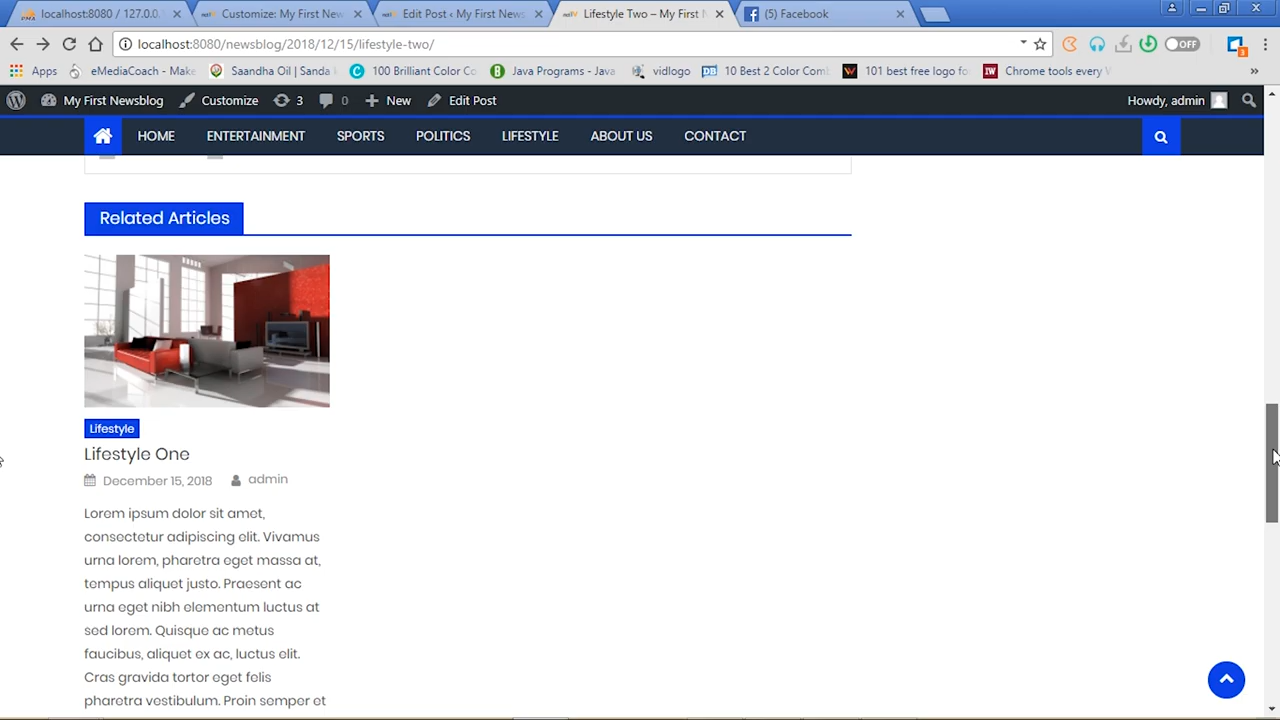 localhost:8080 / 127.0.0.
Customize: My First New
Edit Post ‹ My First News
Lifestyle Two – My First N
(5) Facebook
localhost:8080/newsblog/2018/12/15/lifestyle-two/
OFF
Apps
eMediaCoach - Make
Saandha Oil | Sanda
100 Brilliant Color Co
Java Programs - Java
vidlogo
10 Best 2 Color Comb
101 best free logo fo
Chrome tools every W
»
My First Newsblog
Customize
3
0
New
Edit Post
Howdy, admin
HOME
ENTERTAINMENT
SPORTS
POLITICS
LIFESTYLE
ABOUT US
CONTACT
Related Articles
Lifestyle
Lifestyle One
December 15, 2018
admin
Lorem ipsum dolor sit amet,
consectetur adipiscing elit. Vivamus
urna lorem, pharetra eget massa at,
tempus aliquet justo. Praesent ac
urna eget nibh elementum luctus at
sed lorem. Quisque ac metus
faucibus, aliquet ex ac, luctus elit.
Cras gravida tortor eget felis
pharetra vestibulum. Proin semper et